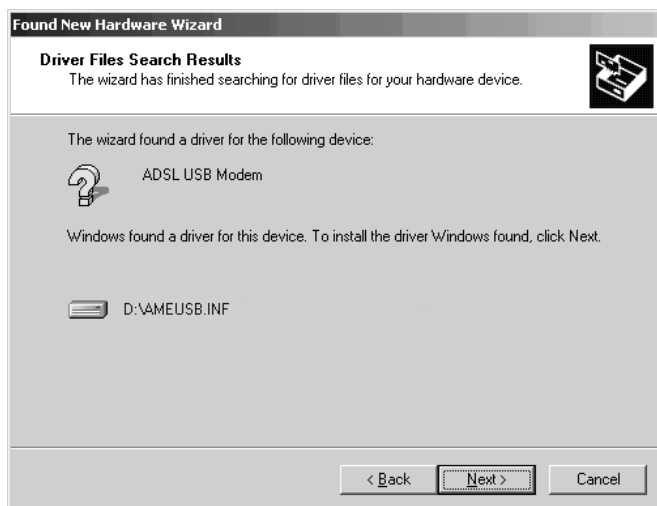 Found New Hardware Wizard
Driver Files Search Results
The wizard has finished searching for driver files for your hardware device.
The wizard found a driver for the following device:
ADSL USB Modem
Windows found a driver for this device. To install the driver Windows found, click Next.
D:\AMEUSB.INF
< Back
Next >
Cancel